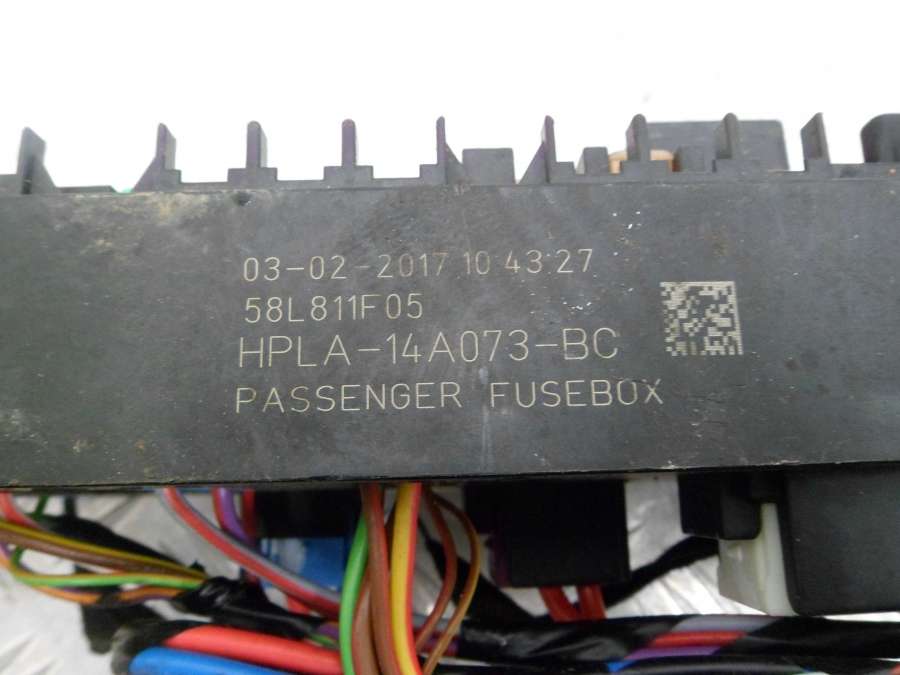 03-02-2017 10 43:27
58L811F05
HPLA-14A073-BC
PASSENGER FUSEBOX